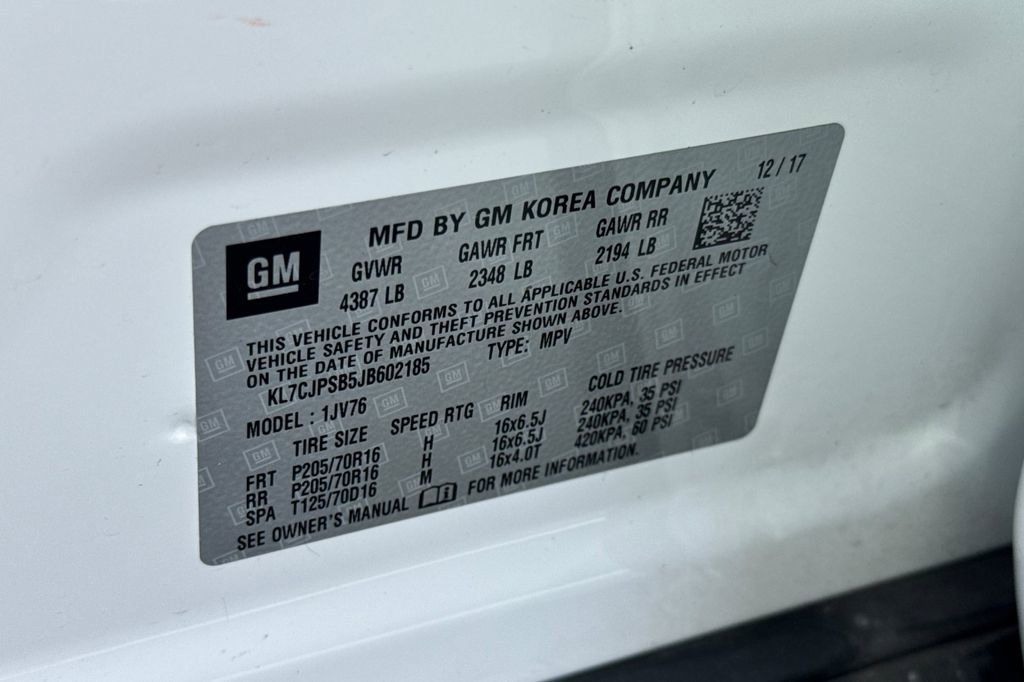 MFD BY GM KOREA COMPANY 12/17
GM
GVWR GAWR FRT GAWR RR
4387 LB 2348 LB 2194 LB
THIS VEHICLE CONFORMS TO ALL APPLICABLE U.S. FEDERAL MOTOR
VEHICLE SAFETY AND THEFT PREVENTION STANDARDS IN EFFECT
ON THE DATE OF MANUFACTURE SHOWN ABOVE.
KL7CJPSB5JB602185 TYPE: MPV
MODEL : 1JV76
TIRE SIZE SPEED RTG RIM COLD TIRE PRESSURE
FRT P205/70R16 H 16x6.5J 240KPA, 35 PSI
RR P205/70R16 H 16x6.5J 240KPA, 35 PSI
SPA T125/70D16 M 16x4.0T 420KPA, 60 PSI
SEE OWNER'S MANUAL FOR MORE INFORMATION.